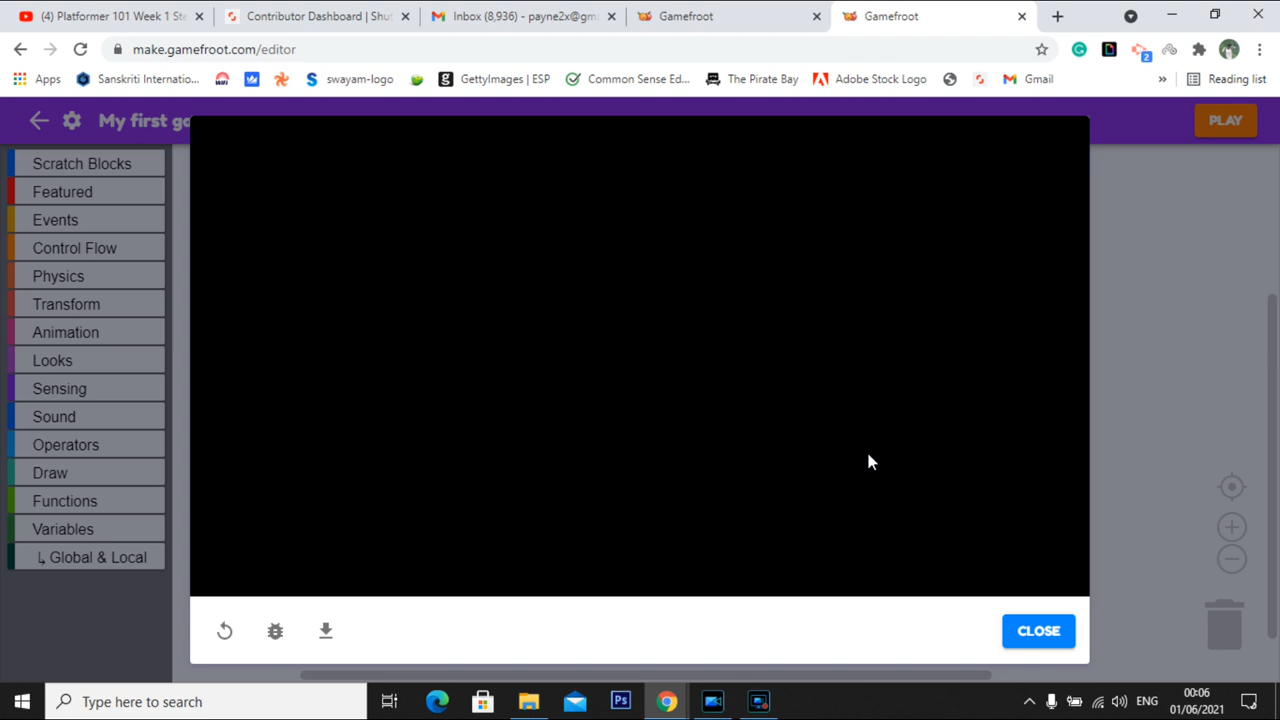 (4) Platformer 101 Week 1 Ste
Contributor Dashboard | Shut
Inbox (8,936) - payne2x@gm
Gamefroot
Gamefroot
make.gamefroot.com/editor
2
Apps
Sanskriti Internatio...
swayam-logo
GettyImages | ESP
Common Sense Ed...
The Pirate Bay
Adobe Stock Logo
Gmail
»
Reading list
My first ga
PLAY
Scratch Blocks
Featured
Events
Control Flow
Physics
Transform
Animation
Looks
Sensing
Sound
Operators
Draw
Functions
Variables
↳ Global & Local
CLOSE
Type here to search
Ps
ENG
00:06
01/06/2021